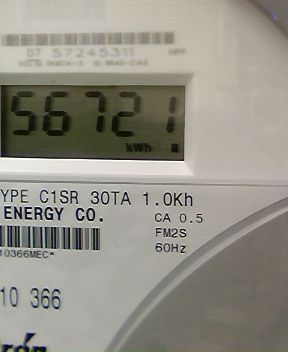 07 57245311
56721
kWh
YPE C1SR 30TA 1.0Kh
ENERGY CO.
CA 0.5
FM2S
60Hz
10366MEC*
10 366
rón